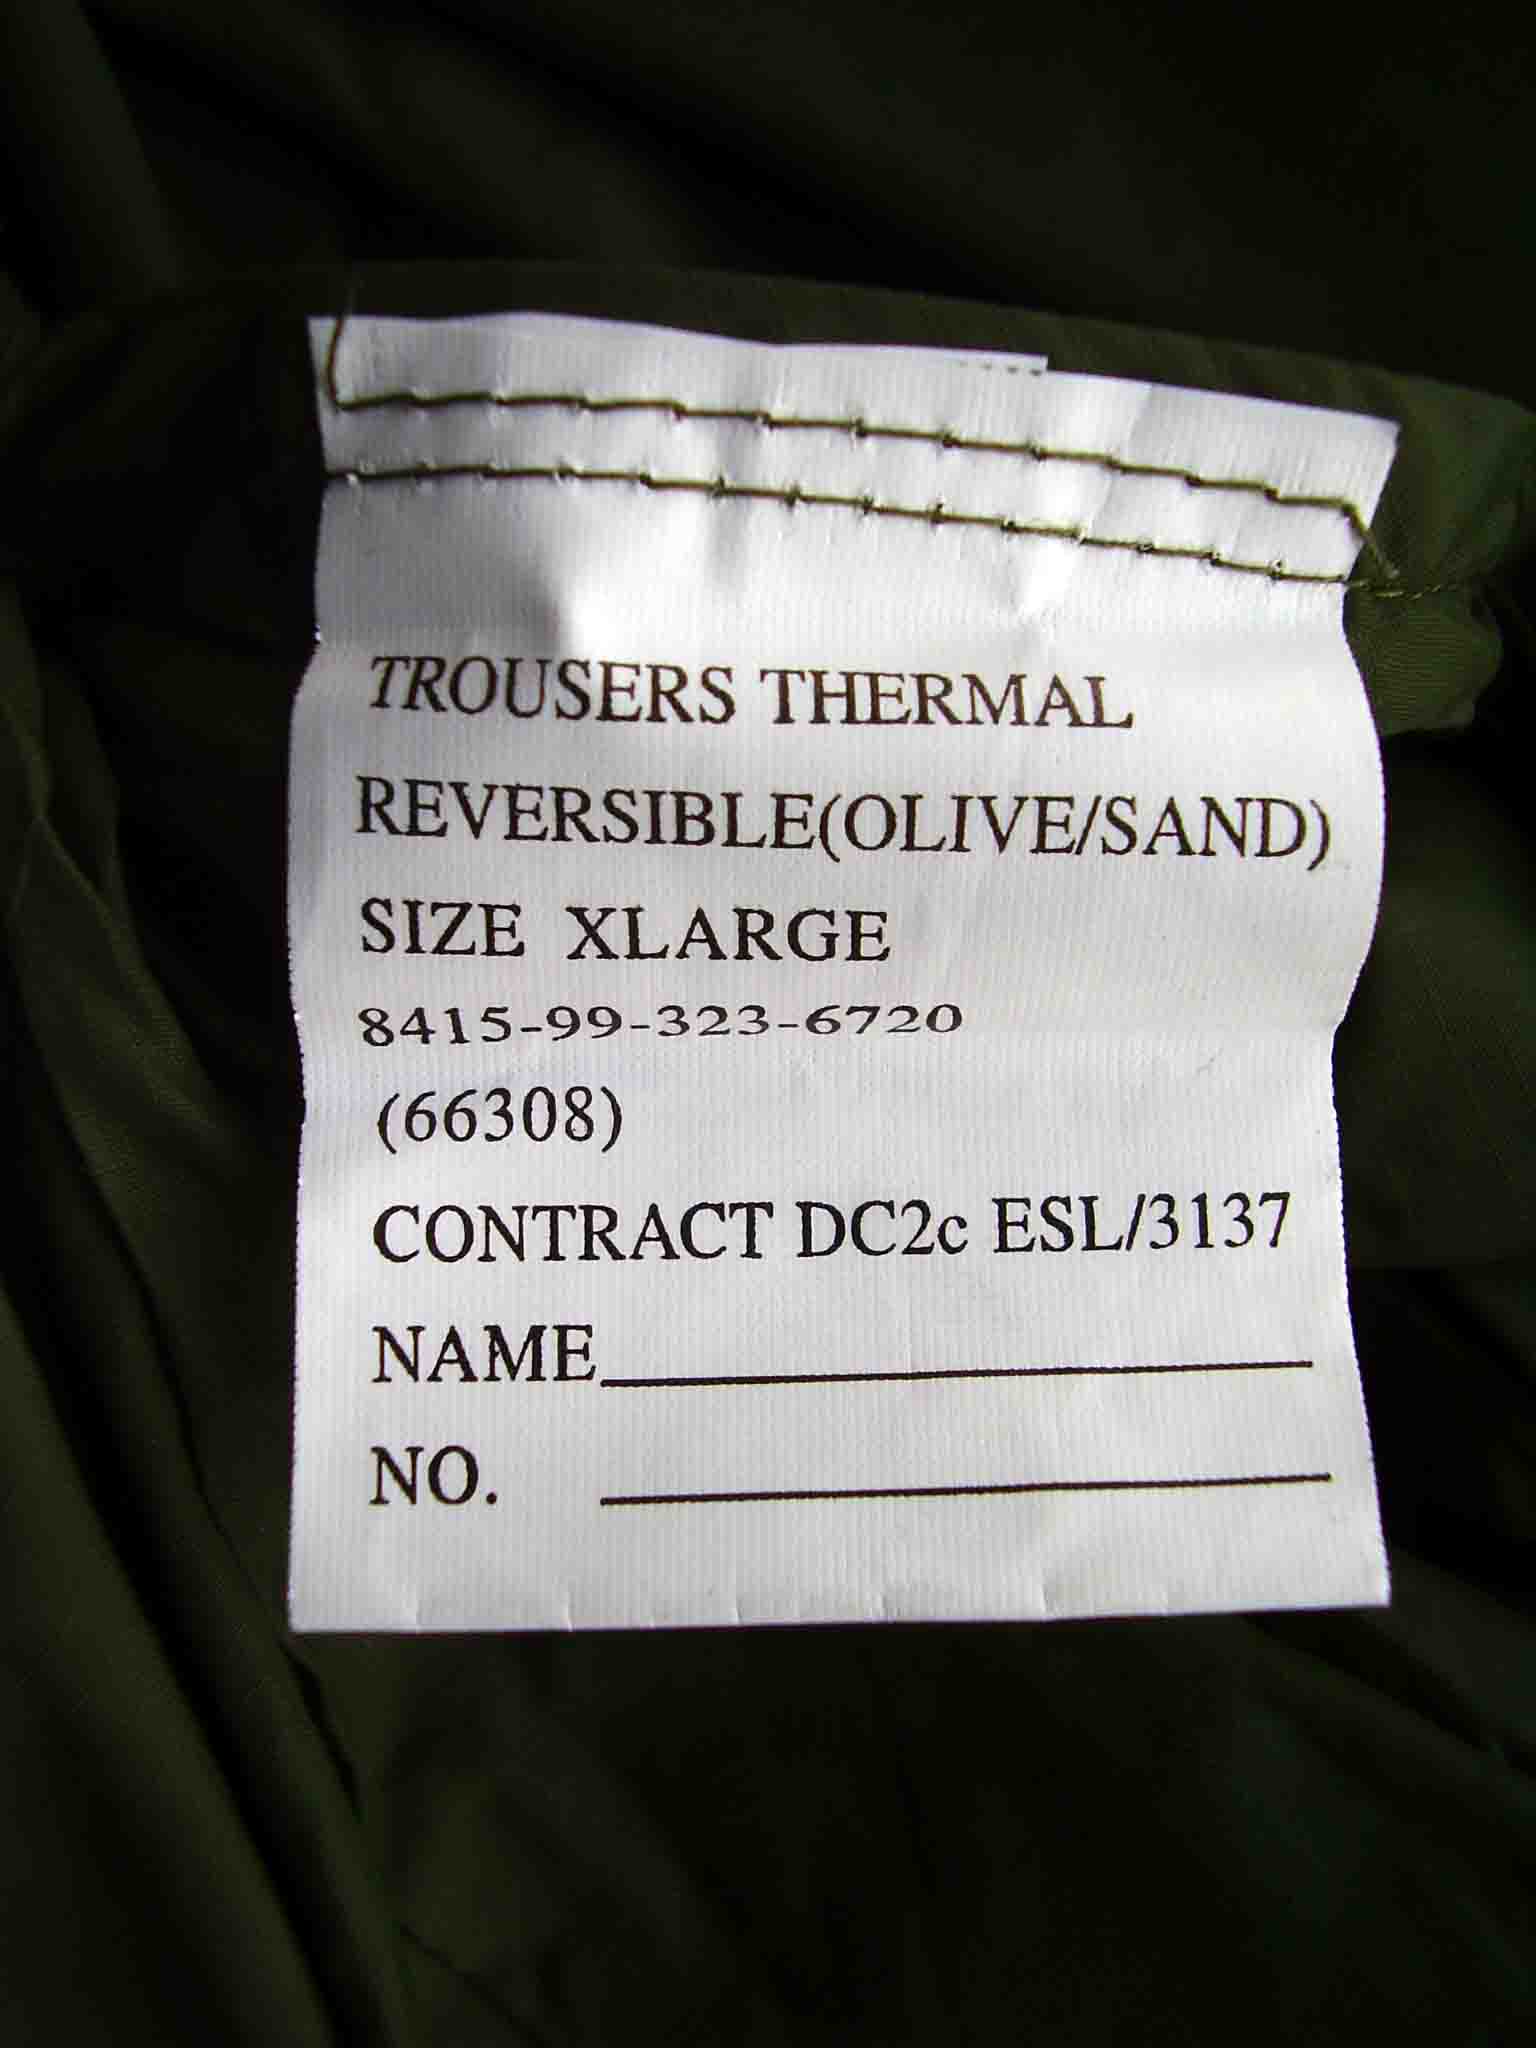 TROUSERS THERMAL
REVERSIBLE(OLIVE/SAND)
SIZE XLARGE
8415-99-323-6720
(66308)
CONTRACT DC2c ESL/3137
NAME
NO.